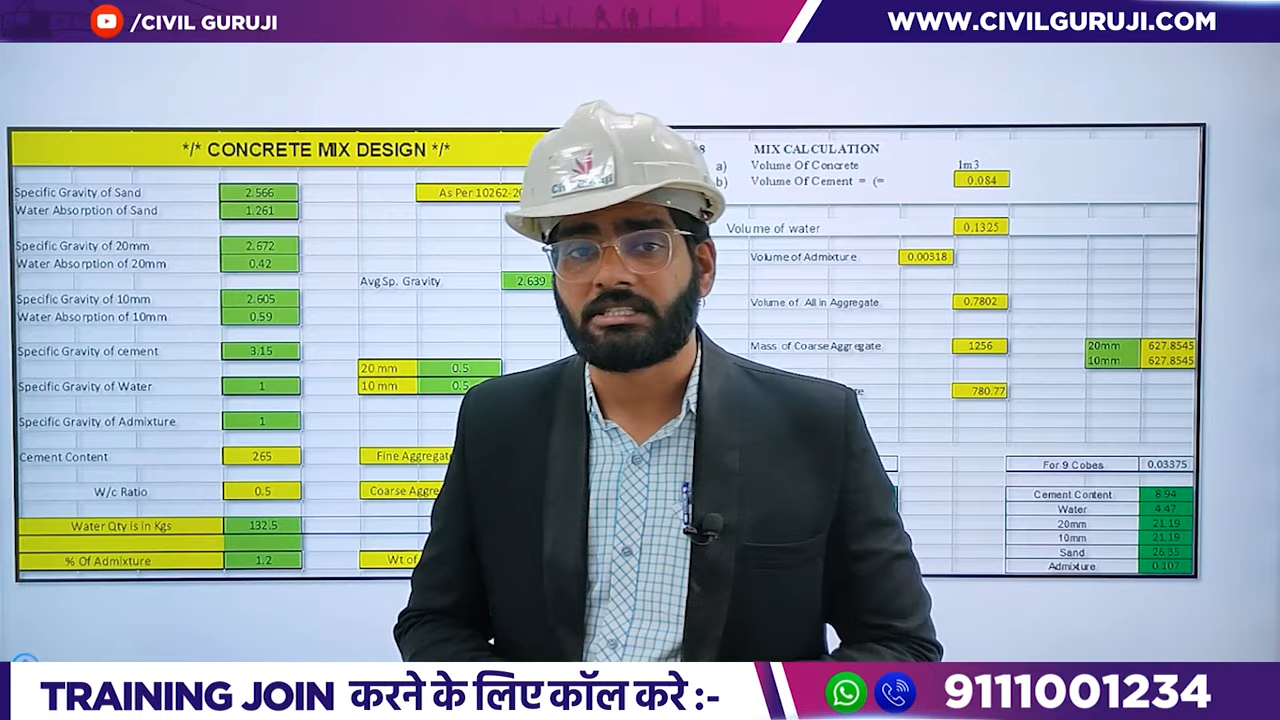 /CIVIL GURUJI
WWW.CIVILGURUJI.COM
*/* CONCRETE MIX DESIGN */*
Specific Gravity of Sand 2.566
As Per 10262-20
Water Absorption of Sand 1.261
Specific Gravity of 20mm 2.672
Water Absorption of 20mm 0.42
Avg Sp. Gravity 2.639
Specific Gravity of 10mm 2.605
Water Absorption of 10mm 0.59
Specific Gravity of cement 3.15
20 mm 0.5
Specific Gravity of Water 1
10 mm 0.5
Specific Gravity of Admixture 1
Cement Content 265
Fine Aggregat
W/c Ratio 0.5
Coarse Aggre
Water Qty is in Kgs 132.5
% Of Admixture 1.2
Wt of
8 MIX CALCULATION
a) Volume Of Concrete 1m3
b) Volume Of Cement = (= 0.084
Volume of water 0.1325
Volume of Admixture 0.00318
Volume of All in Aggregate 0.7802
Mass of Coarse Aggregate 1256
20mm 627.8545
10mm 627.8545
780.77
For 9 Cobes 0.03375
Cement Content 8.94
Water 4.47
20mm 21.19
10mm 21.19
Sand 26.35
Admixture 0.107
TRAINING JOIN करने के लिए कॉल करे :-
9111001234